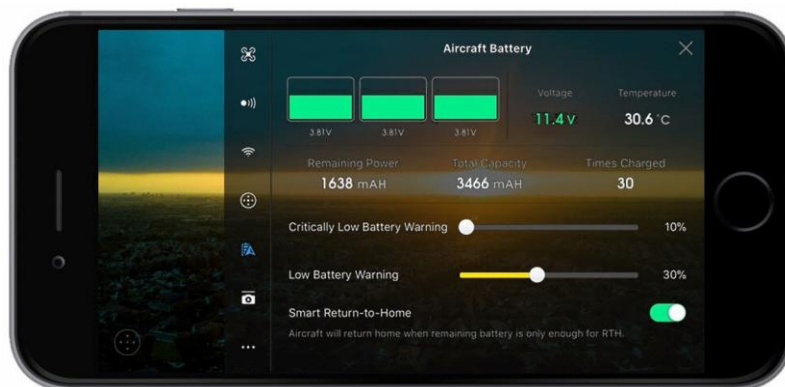 Aircraft Battery
Voltage Temperature
11.4 V 30.6 °C
3.81V 3.81V 3.81V
Remaining Power Total Capacity Times Charged
1638 mAH 3466 mAH 30
Critically Low Battery Warning 10%
Low Battery Warning 30%
Smart Return-to-Home
Aircraft will return home when remaining battery is only enough for RTH.